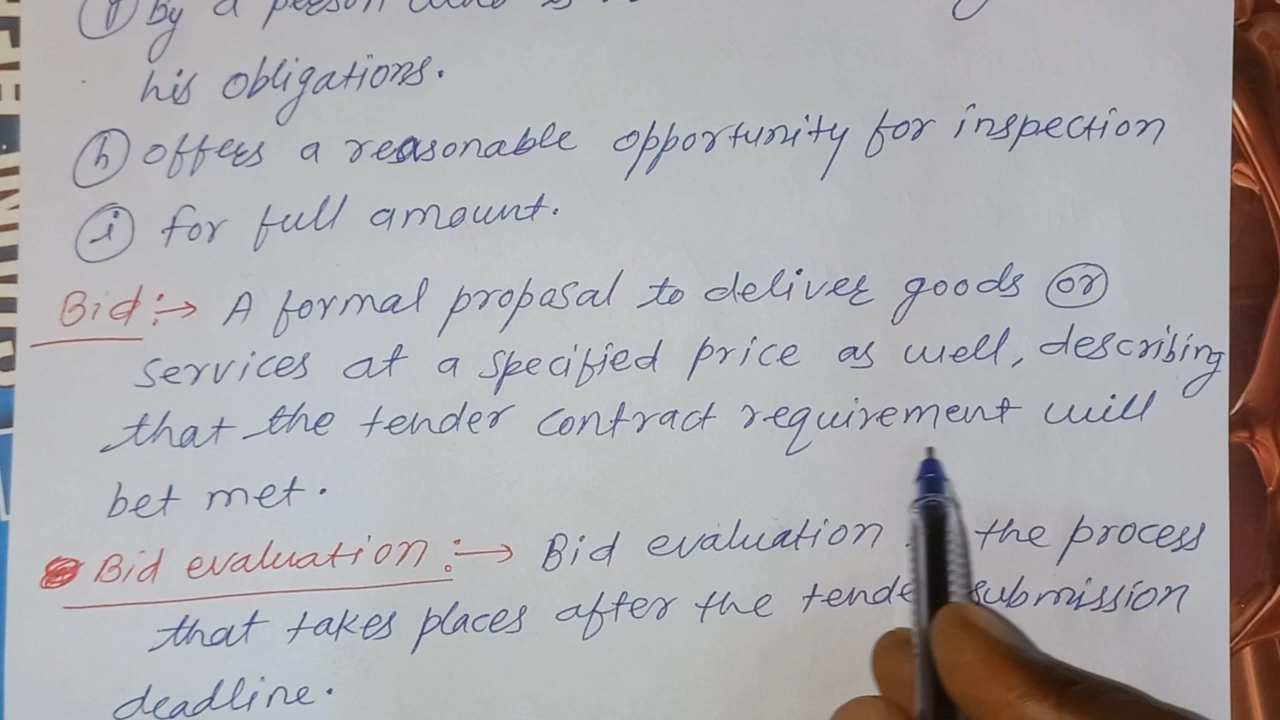 by a person
his obligations.
(h) offers a reasonable opportunity for inspection
(i) for full amount.
Bid :→ A formal proposal to deliver goods (or)
services at a specified price as well, describing
that the tender contract requirement will
bet met.
Bid evaluation :→ Bid evaluation the process
that takes places after the tende submission
deadline.